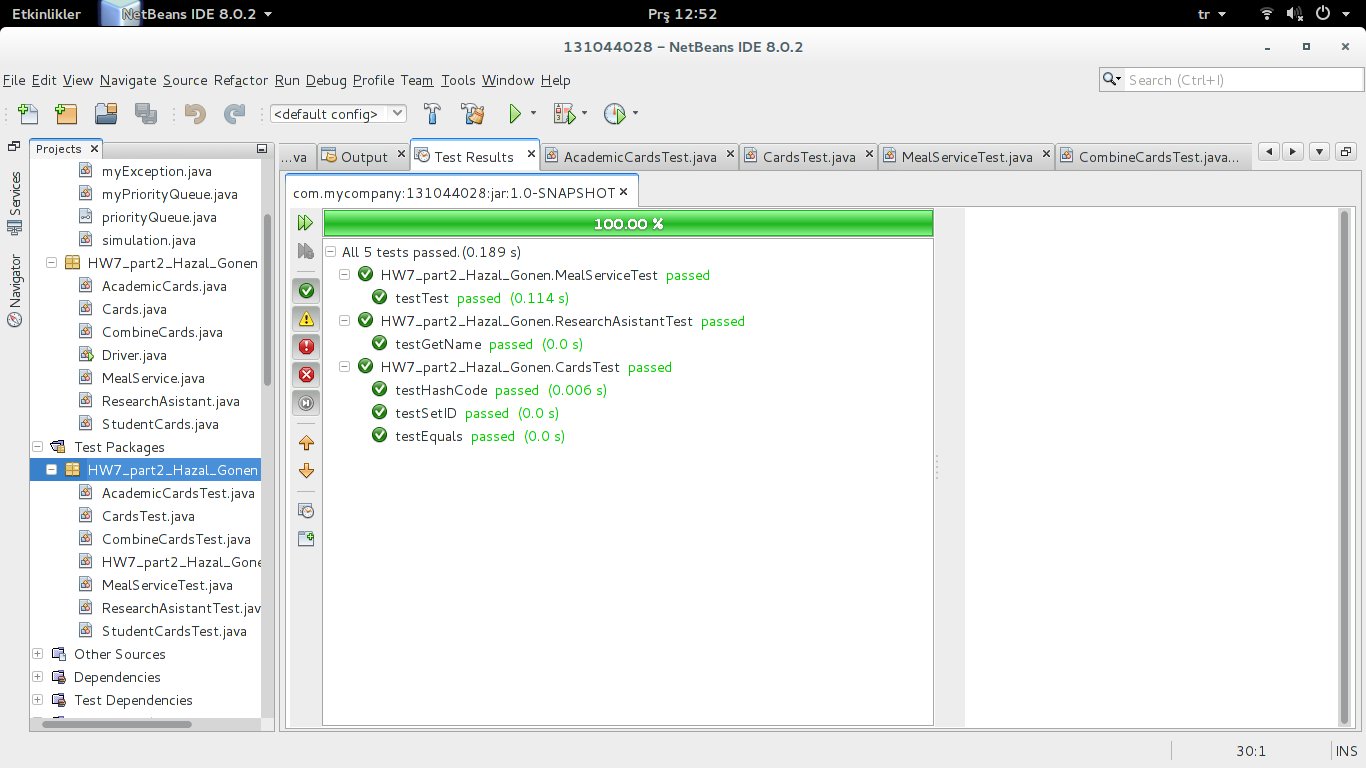 Etkinlikler NetBeans IDE 8.0.2 Prş 12:52 tr
131044028 – NetBeans IDE 8.0.2
File Edit View Navigate Source Refactor Run Debug Profile Team Tools Window Help
Search (Ctrl+I)
<default config>
Services
Navigator
Projects
myException.java
myPriorityQueue.java
priorityQueue.java
simulation.java
HW7_part2_Hazal_Gonen
AcademicCards.java
Cards.java
CombineCards.java
Driver.java
MealService.java
ResearchAsistant.java
StudentCards.java
Test Packages
HW7_part2_Hazal_Gonen
AcademicCardsTest.java
CardsTest.java
CombineCardsTest.java
HW7_part2_Hazal_Gone
MealServiceTest.java
ResearchAsistantTest.jav
StudentCardsTest.java
Other Sources
Dependencies
Test Dependencies
...va Output Test Results AcademicCardsTest.java CardsTest.java MealServiceTest.java CombineCardsTest.java...
com.mycompany:131044028:jar:1.0-SNAPSHOT
100.00 %
All 5 tests passed.(0.189 s)
HW7_part2_Hazal_Gonen.MealServiceTest passed
testTest passed (0.114 s)
HW7_part2_Hazal_Gonen.ResearchAsistantTest passed
testGetName passed (0.0 s)
HW7_part2_Hazal_Gonen.CardsTest passed
testHashCode passed (0.006 s)
testSetID passed (0.0 s)
testEquals passed (0.0 s)
30:1 INS